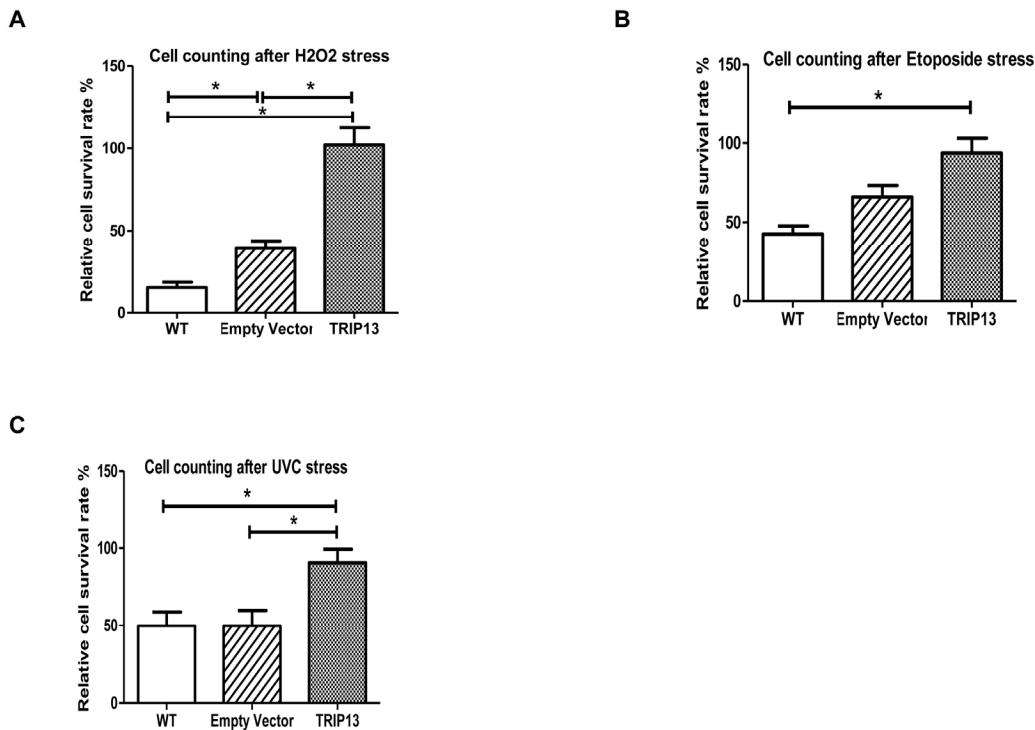 A
Cell counting after H2O2 stress
Relative cell survival rate %
150
100
50
0
*
*
*
WT Empty Vector TRIP13
B
Cell counting after Etoposide stress
Relative cell survival rate %
150
100
50
0
*
WT Empty Vector TRIP13
C
Cell counting after UVC stress
Relative cell survival rate %
150
100
50
0
*
*
WT Empty Vector TRIP13